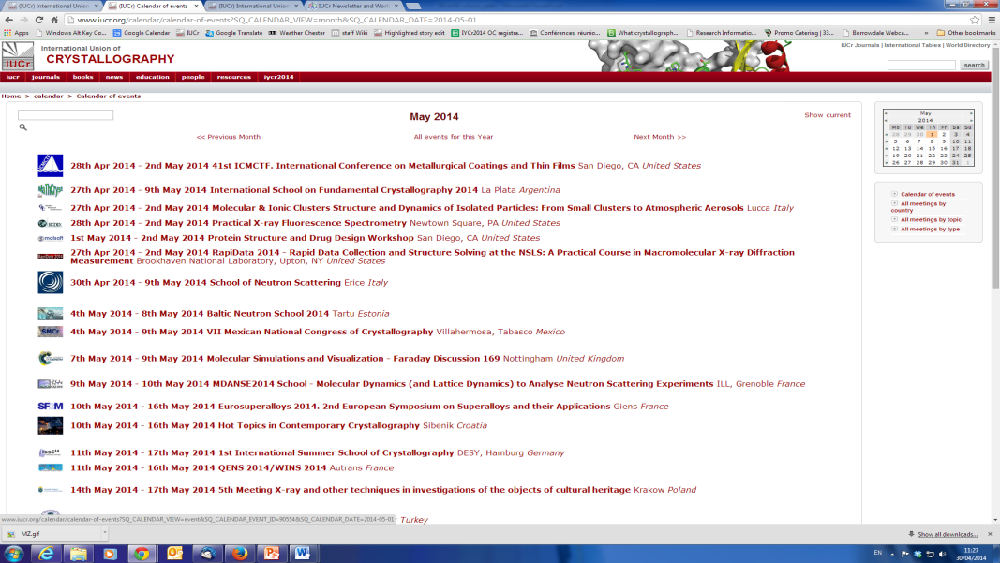 (IUCr) International Union
(IUCr) Calendar of events
(IUCr) International Union
IUCr Newsletter and Worl
www.iucr.org/calendar/calendar-of-events?SQ_CALENDAR_VIEW=month&SQ_CALENDAR_DATE=2014-05-01
Apps Windows Alt Key Co... Google Calendar IUCr Google Translate Weather Chester staff Wiki Highlighted story edit IYCr2014 OC registra... Conférences, réunio... What crystallograph... Research Informatio... Promo Catering | 33... Borrowdale Webca... » Other bookmarks
International Union of
CRYSTALLOGRAPHY
IUCr
IUCr Journals | International Tables | World Directory
search
iucr journals books news education people resources iycr2014
Home > calendar > Calendar of events
May 2014
Show current
<< Previous Month All events for this Year Next Month >>
28th Apr 2014 - 2nd May 2014 41st ICMCTF. International Conference on Metallurgical Coatings and Thin Films San Diego, CA United States
27th Apr 2014 - 9th May 2014 International School on Fundamental Crystallography 2014 La Plata Argentina
27th Apr 2014 - 2nd May 2014 Molecular & Ionic Clusters Structure and Dynamics of Isolated Particles: From Small Clusters to Atmospheric Aerosols Lucca Italy
28th Apr 2014 - 2nd May 2014 Practical X-ray Fluorescence Spectrometry Newtown Square, PA United States
molsoft
1st May 2014 - 2nd May 2014 Protein Structure and Drug Design Workshop San Diego, CA United States
RapiData 2014
27th Apr 2014 - 2nd May 2014 RapiData 2014 - Rapid Data Collection and Structure Solving at the NSLS: A Practical Course in Macromolecular X-ray Diffraction
Measurement Brookhaven National Laboratory, Upton, NY United States
30th Apr 2014 - 9th May 2014 School of Neutron Scattering Erice Italy
4th May 2014 - 8th May 2014 Baltic Neutron School 2014 Tartu Estonia
SMCr
4th May 2014 - 9th May 2014 VII Mexican National Congress of Crystallography Villahermosa, Tabasco Mexico
7th May 2014 - 9th May 2014 Molecular Simulations and Visualization - Faraday Discussion 169 Nottingham United Kingdom
9th May 2014 - 10th May 2014 MDANSE2014 School - Molecular Dynamics (and Lattice Dynamics) to Analyse Neutron Scattering Experiments ILL, Grenoble France
SF2M
10th May 2014 - 16th May 2014 Eurosuperalloys 2014. 2nd European Symposium on Superalloys and their Applications Giens France
10th May 2014 - 16th May 2014 Hot Topics in Contemporary Crystallography Šibenik Croatia
11th May 2014 - 17th May 2014 1st International Summer School of Crystallography DESY, Hamburg Germany
11th May 2014 - 16th May 2014 QENS 2014/WINS 2014 Autrans France
14th May 2014 - 17th May 2014 5th Meeting X-ray and other techniques in investigations of the objects of cultural heritage Krakow Poland
Turkey
« May »
« 2014 »
Mo Tu We Th Fr Sa Su
28 29 30 1 2 3 4
5 6 7 8 9 10 11
12 13 14 15 16 17 18
19 20 21 22 23 24 25
26 27 28 29 30 31 1
Calendar of events
All meetings by
country
All meetings by topic
All meetings by type
www.iucr.org/calendar/calendar-of-events?SQ_CALENDAR_VIEW=event&SQ_CALENDAR_EVENT_ID=90554&SQ_CALENDAR_DATE=2014-05-01
MZ.gif
Show all downloads...
EN
11:27
30/04/2014